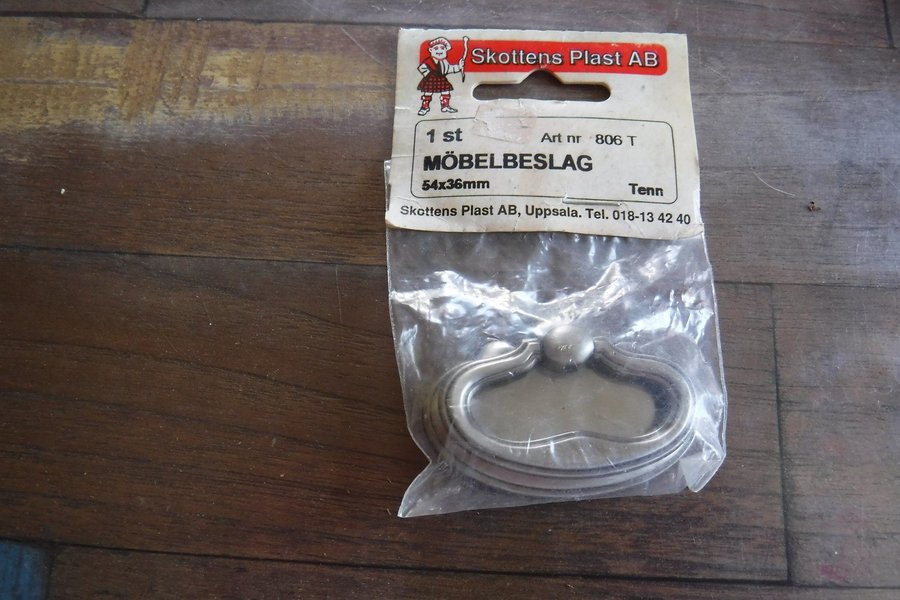 Skottens Plast AB
1 st Art nr 806 T
MÖBELBESLAG
54x36mm Tenn
Skottens Plast AB, Uppsala. Tel. 018-13 42 40